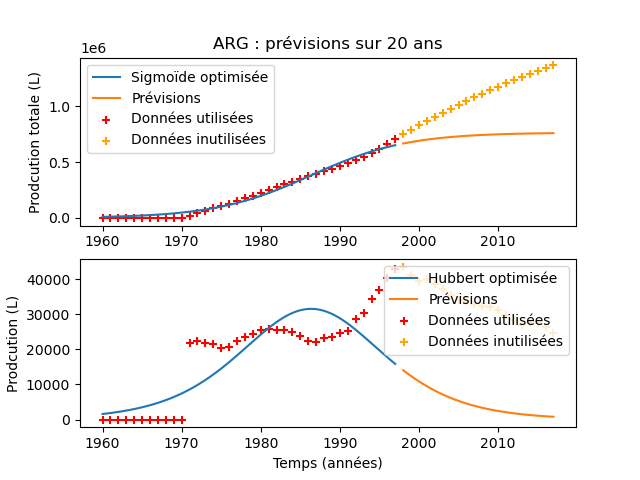 ARG : prévisions sur 20 ans
1e6
Prodcution totale (L)
1.0
0.5
0.0
Sigmoïde optimisée
Prévisions
Données utilisées
Données inutilisées
1960 1970 1980 1990 2000 2010
Prodcution (L)
40000
30000
20000
10000
0
Hubbert optimisée
Prévisions
Données utilisées
Données inutilisées
1960 1970 1980 1990 2000 2010
Temps (années)